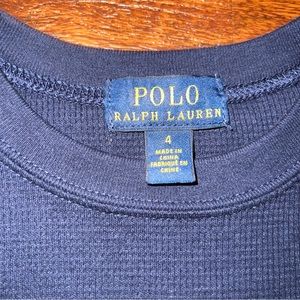 POLO
RALPH LAUREN
4
MADE IN
CHINA
FABRIQUÉ EN
CHINE